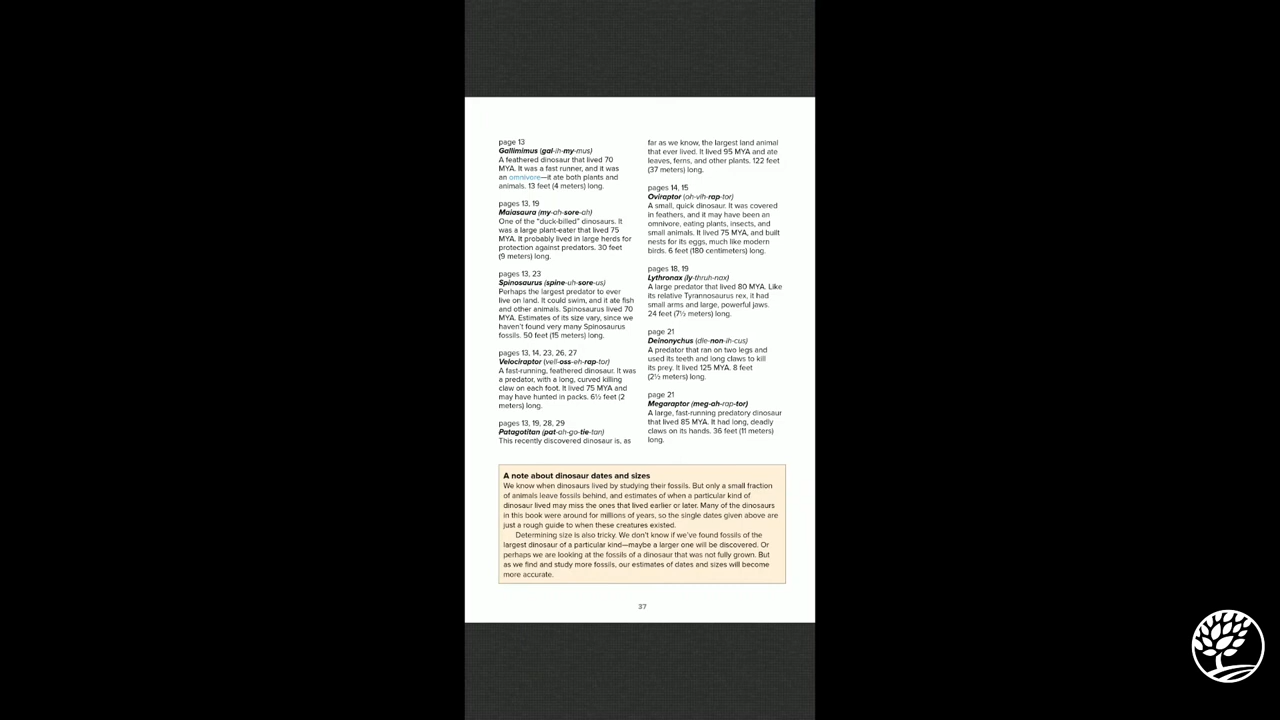 page 13
Gallimimus (gal-ih-my-mus)
A feathered dinosaur that lived 70
MYA. It was a fast runner, and it was
an omnivore—it ate both plants and
animals. 13 feet (4 meters) long.
pages 13, 19
Maiasaura (my-ah-sore-ah)
One of the “duck-billed” dinosaurs. It
was a large plant-eater that lived 75
MYA. It probably lived in large herds for
protection against predators. 30 feet
(9 meters) long.
pages 13, 23
Spinosaurus (spine-uh-sore-us)
Perhaps the largest predator to ever
live on land. It could swim, and it ate fish
and other animals. Spinosaurus lived 70
MYA. Estimates of its size vary, since we
haven’t found very many Spinosaurus
fossils. 50 feet (15 meters) long.
pages 13, 14, 23, 26, 27
Velociraptor (vell-oss-eh-rap-tor)
A fast-running, feathered dinosaur. It was
a predator, with a long, curved killing
claw on each foot. It lived 75 MYA and
may have hunted in packs. 6½ feet (2
meters) long.
pages 13, 19, 28, 29
Patagotitan (pat-ah-go-tie-tan)
This recently discovered dinosaur is, as
far as we know, the largest land animal
that ever lived. It lived 95 MYA and ate
leaves, ferns, and other plants. 122 feet
(37 meters) long.
pages 14, 15
Oviraptor (oh-vih-rap-tor)
A small, quick dinosaur. It was covered
in feathers, and it may have been an
omnivore, eating plants, insects, and
small animals. It lived 75 MYA, and built
nests for its eggs, much like modern
birds. 6 feet (180 centimeters) long.
pages 18, 19
Lythronax (ly-thruh-nax)
A large predator that lived 80 MYA. Like
its relative Tyrannosaurus rex, it had
small arms and large, powerful jaws.
24 feet (7½ meters) long.
page 21
Deinonychus (die-non-ih-cus)
A predator that ran on two legs and
used its teeth and long claws to kill
its prey. It lived 125 MYA. 8 feet
(2½ meters) long.
page 21
Megaraptor (meg-ah-rap-tor)
A large, fast-running predatory dinosaur
that lived 85 MYA. It had long, deadly
claws on its hands. 36 feet (11 meters)
long.
A note about dinosaur dates and sizes
We know when dinosaurs lived by studying their fossils. But only a small fraction
of animals leave fossils behind, and estimates of when a particular kind of
dinosaur lived may miss the ones that lived earlier or later. Many of the dinosaurs
in this book were around for millions of years, so the single dates given above are
just a rough guide to when these creatures existed.
Determining size is also tricky. We don’t know if we’ve found fossils of the
largest dinosaur of a particular kind—maybe a larger one will be discovered. Or
perhaps we are looking at the fossils of a dinosaur that was not fully grown. But
as we find and study more fossils, our estimates of dates and sizes will become
more accurate.
37